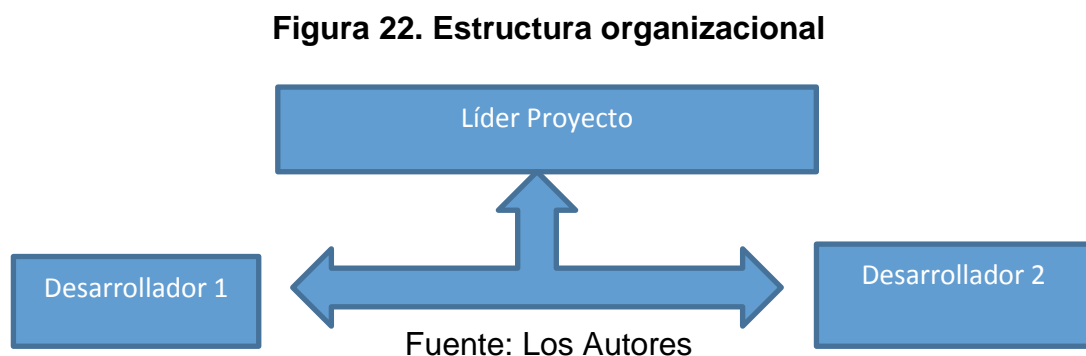 Figura 22. Estructura organizacional
Líder Proyecto
Desarrollador 1
Desarrollador 2
Fuente: Los Autores